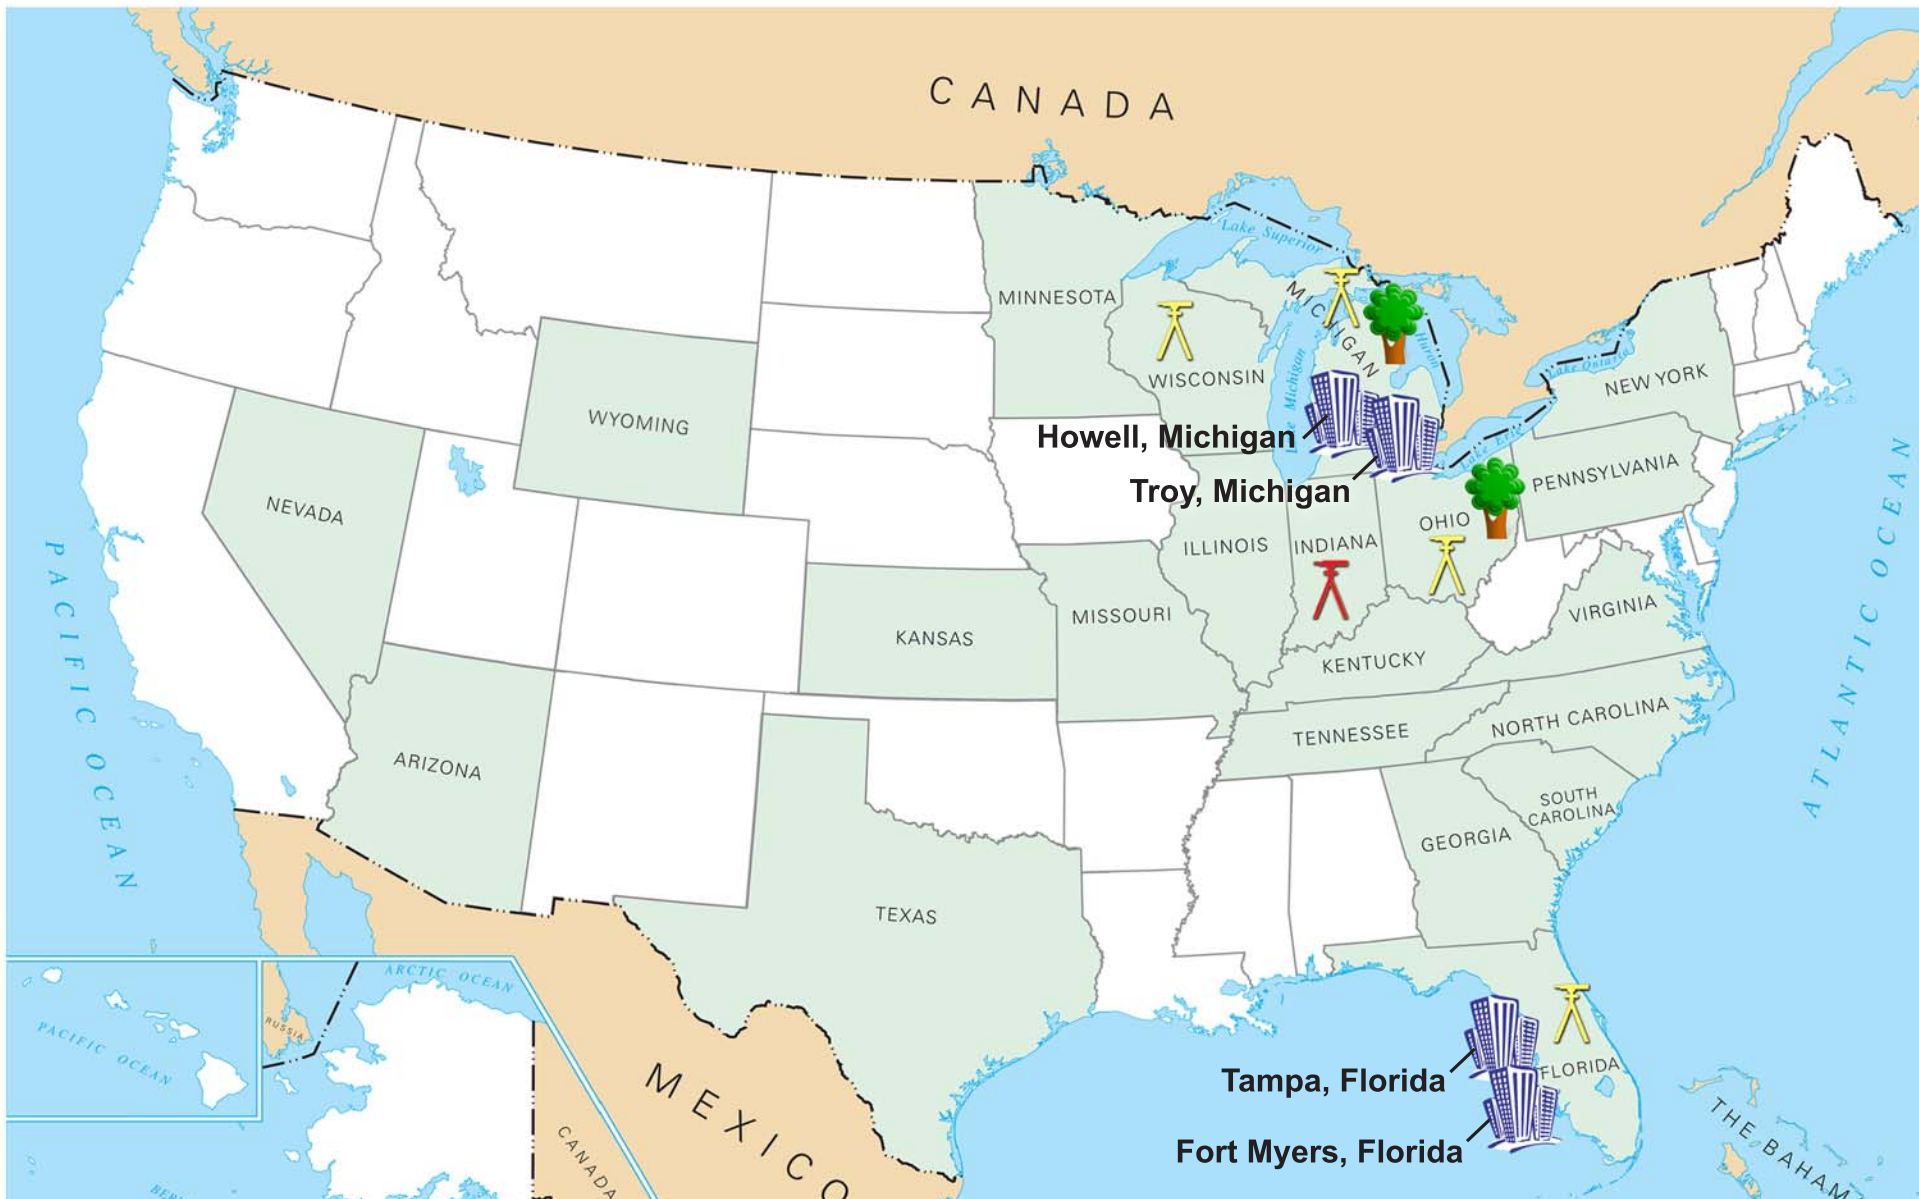 CANADA
Lake Superior
MINNESOTA
MICHIGAN
WISCONSIN
Lake Michigan
Huron
Lake Ontario
NEW YORK
WYOMING
Howell, Michigan
Lake Erie
Troy, Michigan
PENNSYLVANIA
NEVADA
OHIO
ILLINOIS
INDIANA
PACIFIC OCEAN
ATLANTIC OCEAN
MISSOURI
VIRGINIA
KANSAS
KENTUCKY
NORTH CAROLINA
TENNESSEE
ARIZONA
SOUTH
CAROLINA
GEORGIA
TEXAS
ARCTIC OCEAN
RUSSIA
PACIFIC OCEAN
FLORIDA
Tampa, Florida
MEXICO
Fort Myers, Florida
CANADA
THE BAHAM